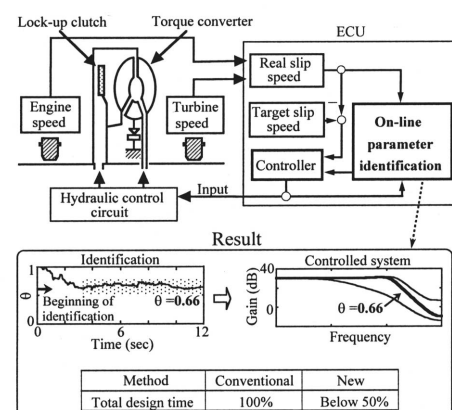 Lock-up clutch
Torque converter
ECU
Real slip
speed
Engine
speed
Turbine
speed
Target slip
speed
On-line
parameter
identification
Controller
Hydraulic control
circuit
Input
Result
Identification
1
θ
0
Beginning of
identification
θ =0.66
0
6
12
Time (sec)
Controlled system
Gain (dB)
40
0
θ =0.66
Frequency
Method Conventional New
Total design time 100% Below 50%